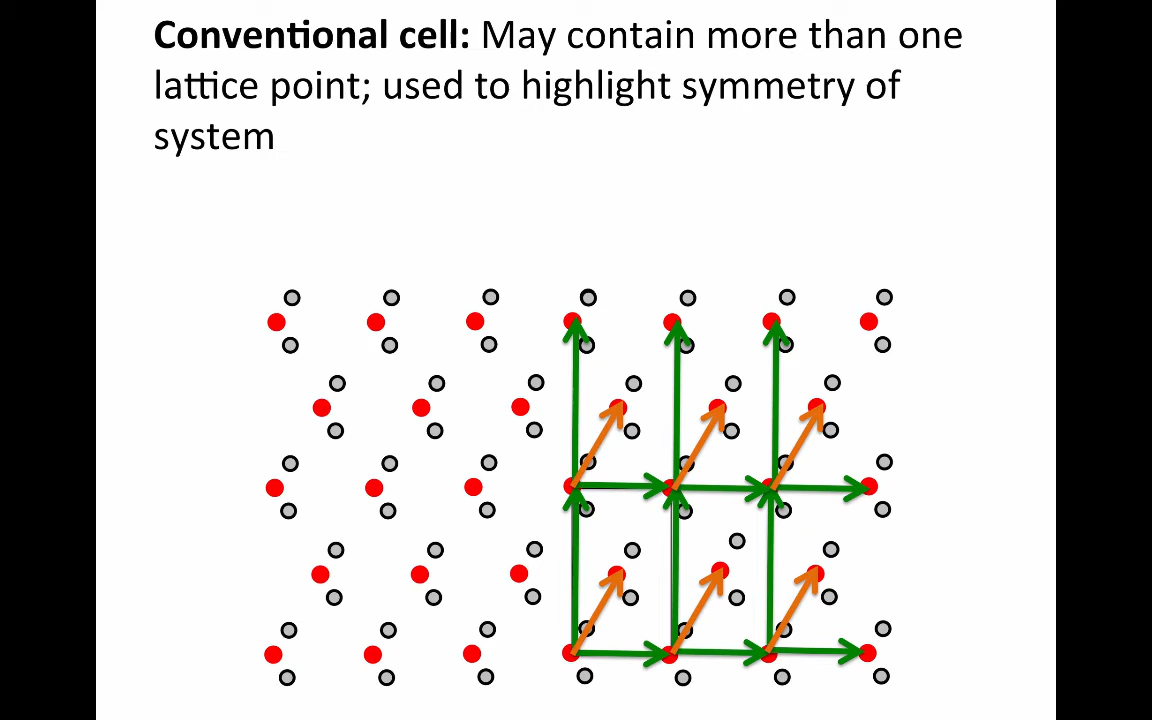 Conventional cell: May contain more than one
lattice point; used to highlight symmetry of
system